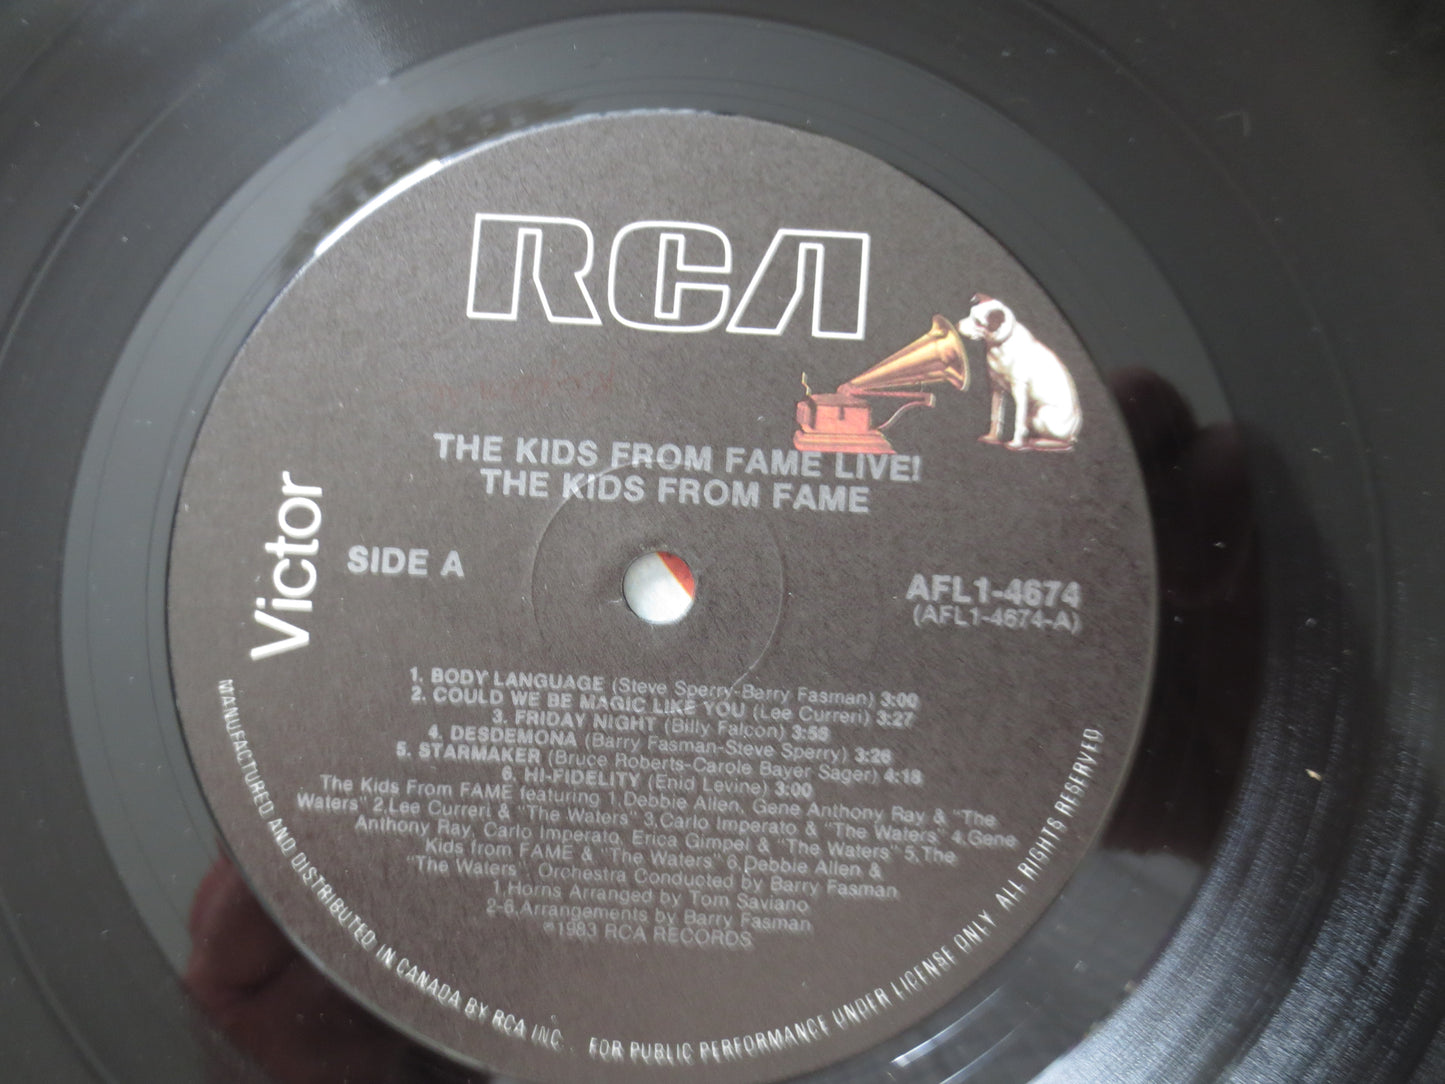 RCA
THE KIDS FROM FAME LIVE!
THE KIDS FROM FAME
Victor
SIDE A
AFL1-4674
(AFL1-4674-A)
1. BODY LANGUAGE (Steve Sperry-Barry Fasman) 3:00
2. COULD WE BE MAGIC LIKE YOU (Lee Curreri) 3:27
3. FRIDAY NIGHT (Billy Falcon) 3:56
4. DESDEMONA (Barry Fasman-Steve Sperry) 3:26
5. STARMAKER (Bruce Roberts-Carole Bayer Sager) 4:18
6. HI-FIDELITY (Enid Levine) 3:00
The Kids From FAME featuring 1,Debbie Allen, Gene Anthony Ray & "The
Waters" 2,Lee Curreri & "The Waters" 3,Carlo Imperato & "The Waters" 4,Gene
Anthony Ray, Carlo Imperato, Erica Gimpel & "The Waters" 5,The
Kids from FAME & "The Waters" 6,Debbie Allen &
"The Waters" Orchestra Conducted by Barry Fasman
1,Horns Arranged by Tom Saviano
2-6,Arrangements by Barry Fasman
℗1983 RCA RECORDS
MANUFACTURED AND DISTRIBUTED IN CANADA BY RCA INC. FOR PUBLIC PERFORMANCE UNDER LICENSE ONLY ALL RIGHTS RESERVED